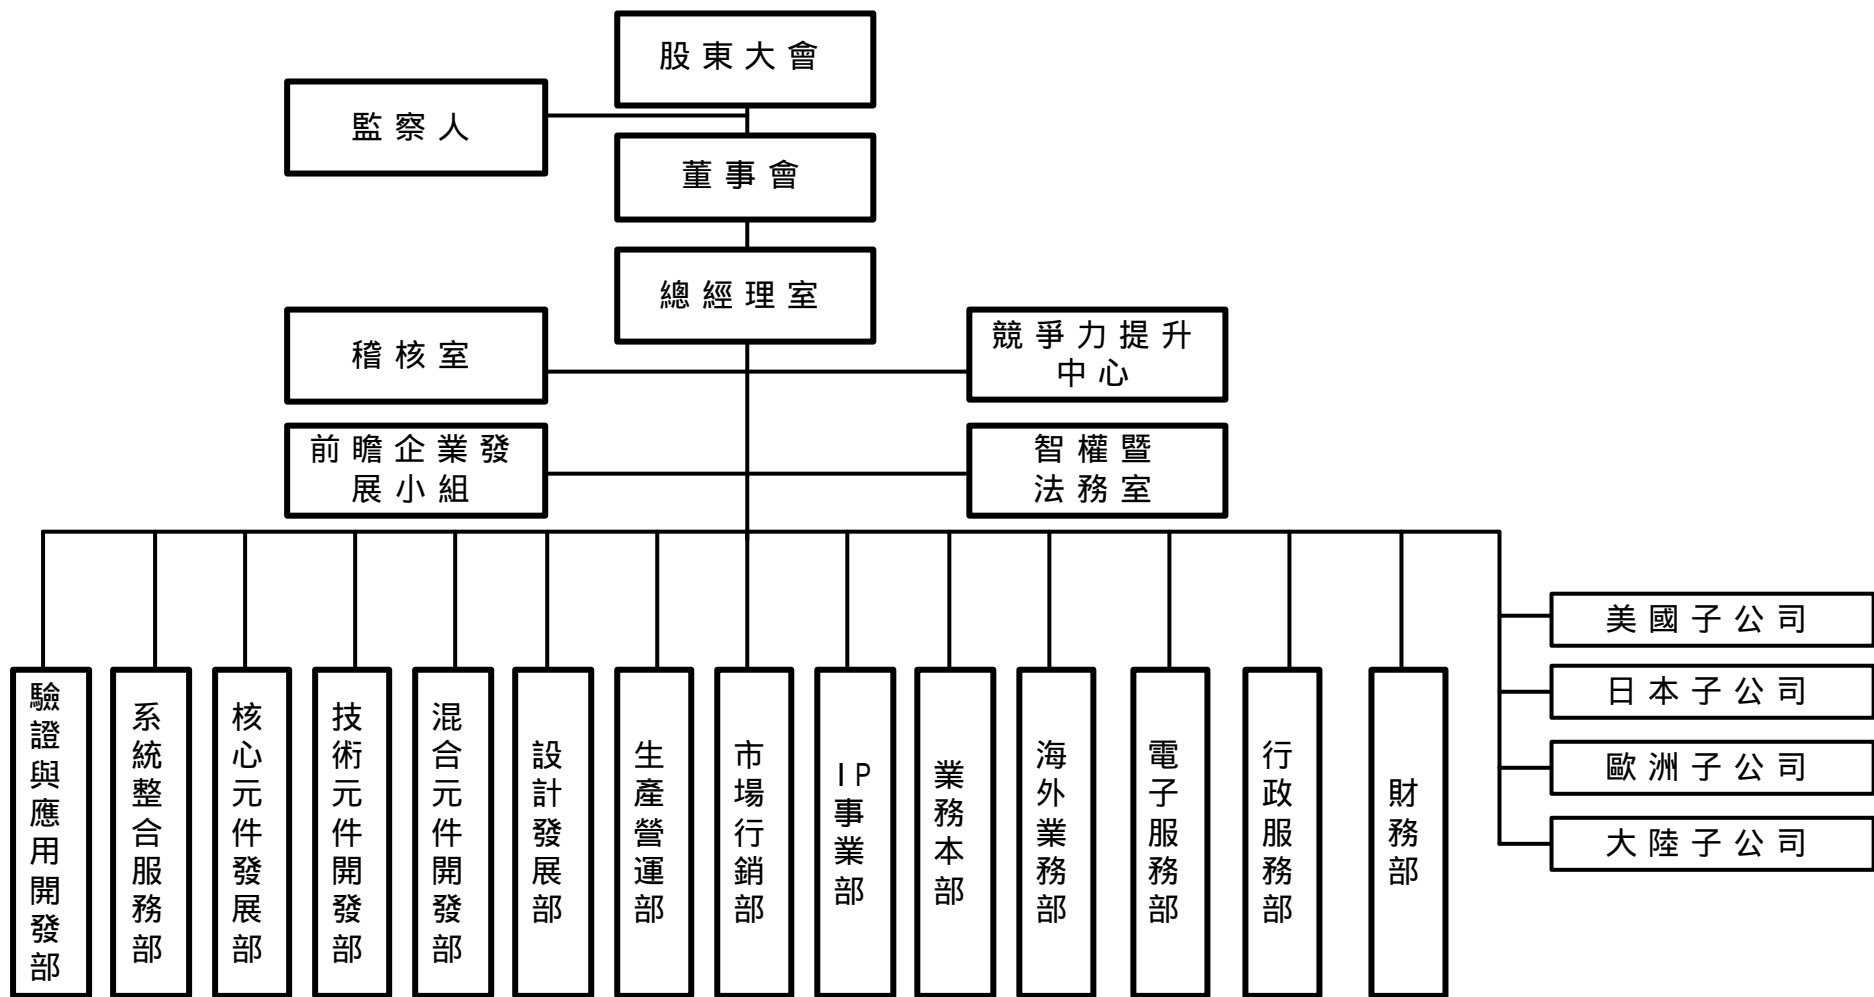 股東大會
監察人
董事會
總經理室
稽核室
競爭力提升
中心
前瞻企業發
展小組
智權暨
法務室
美國子公司
日本子公司
歐洲子公司
大陸子公司
驗證與應用開發部
系統整合服務部
核心元件發展部
技術元件開發部
混合元件開發部
設計發展部
生產營運部
市場行銷部
IP事業部
業務本部
海外業務部
電子服務部
行政服務部
財務部